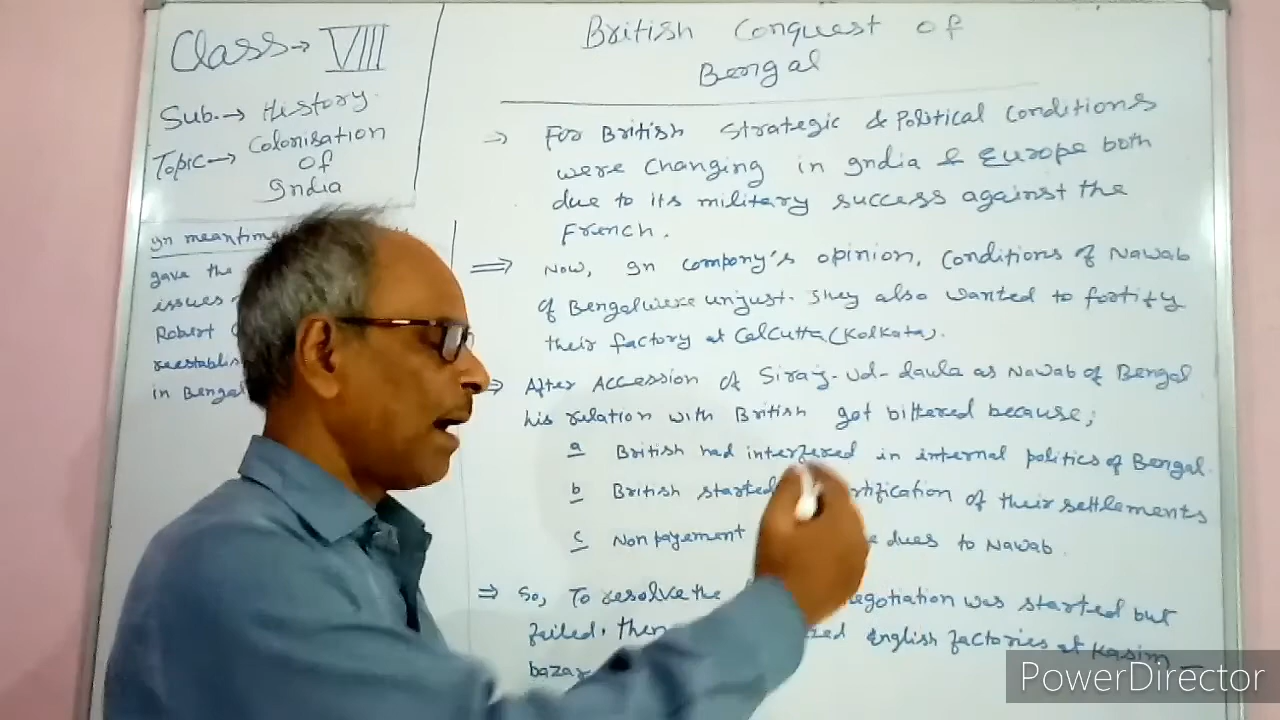 Class → VIII
Sub. → History.
Topic → Colonisation
of
India
In meantime
gave the
issues
Robert
reestablis
in Bengal
British Conquest of
Bengal
→ For British Strategic & Political Conditions
were changing in India & Europe both
due to its military success against the
French.
⇒ Now, In company's opinion, Conditions of Nawab
of Bengal were unjust. They also wanted to fortify
their factory at Calcutta (Kolkata).
⇒ After Accession of Siraj-Ud-daula as Nawab of Bengal
his relation with British got bittered because;
a British had interfered in internal politics of Bengal.
b British started rtification of their settlements
c Non payement dues to Nawab.
⇒ So, To resolve the egotiation was started but
failed. Then zed English factories at Kasim-
bazar
PowerDirector